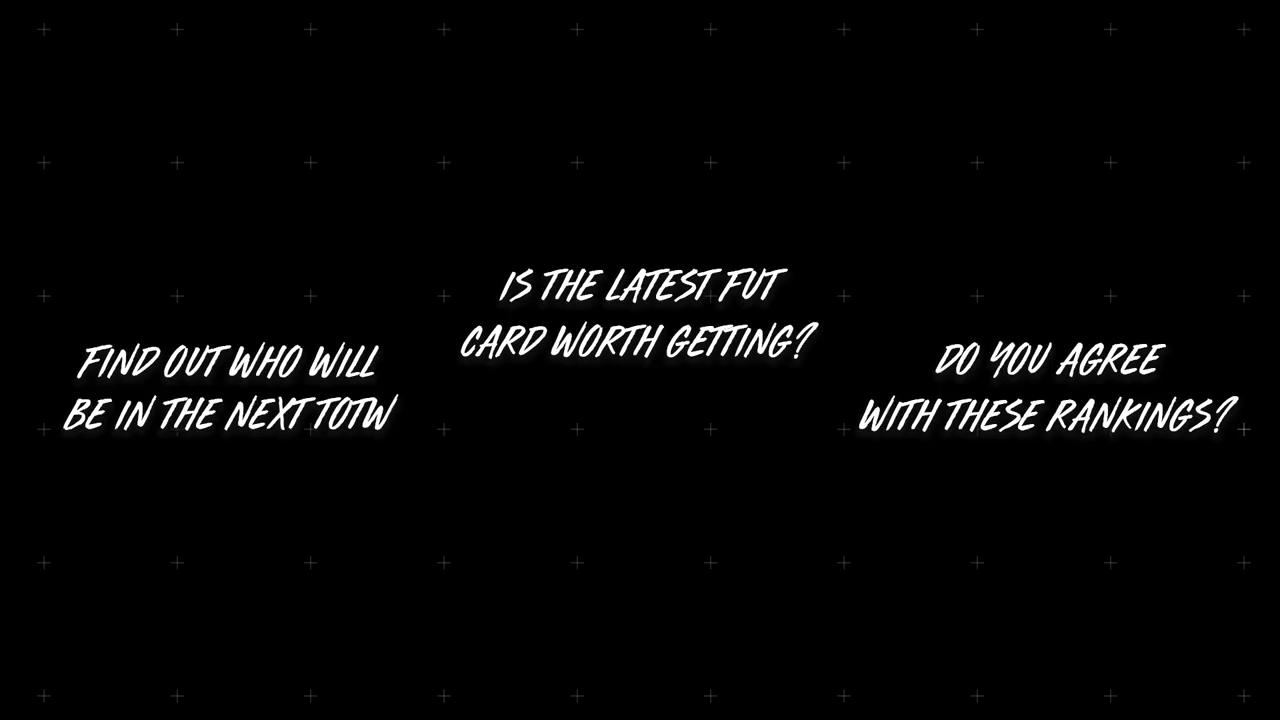 FIND OUT WHO WILL
BE IN THE NEXT TOTW
IS THE LATEST FUT
CARD WORTH GETTING?
DO YOU AGREE
WITH THESE RANKINGS?